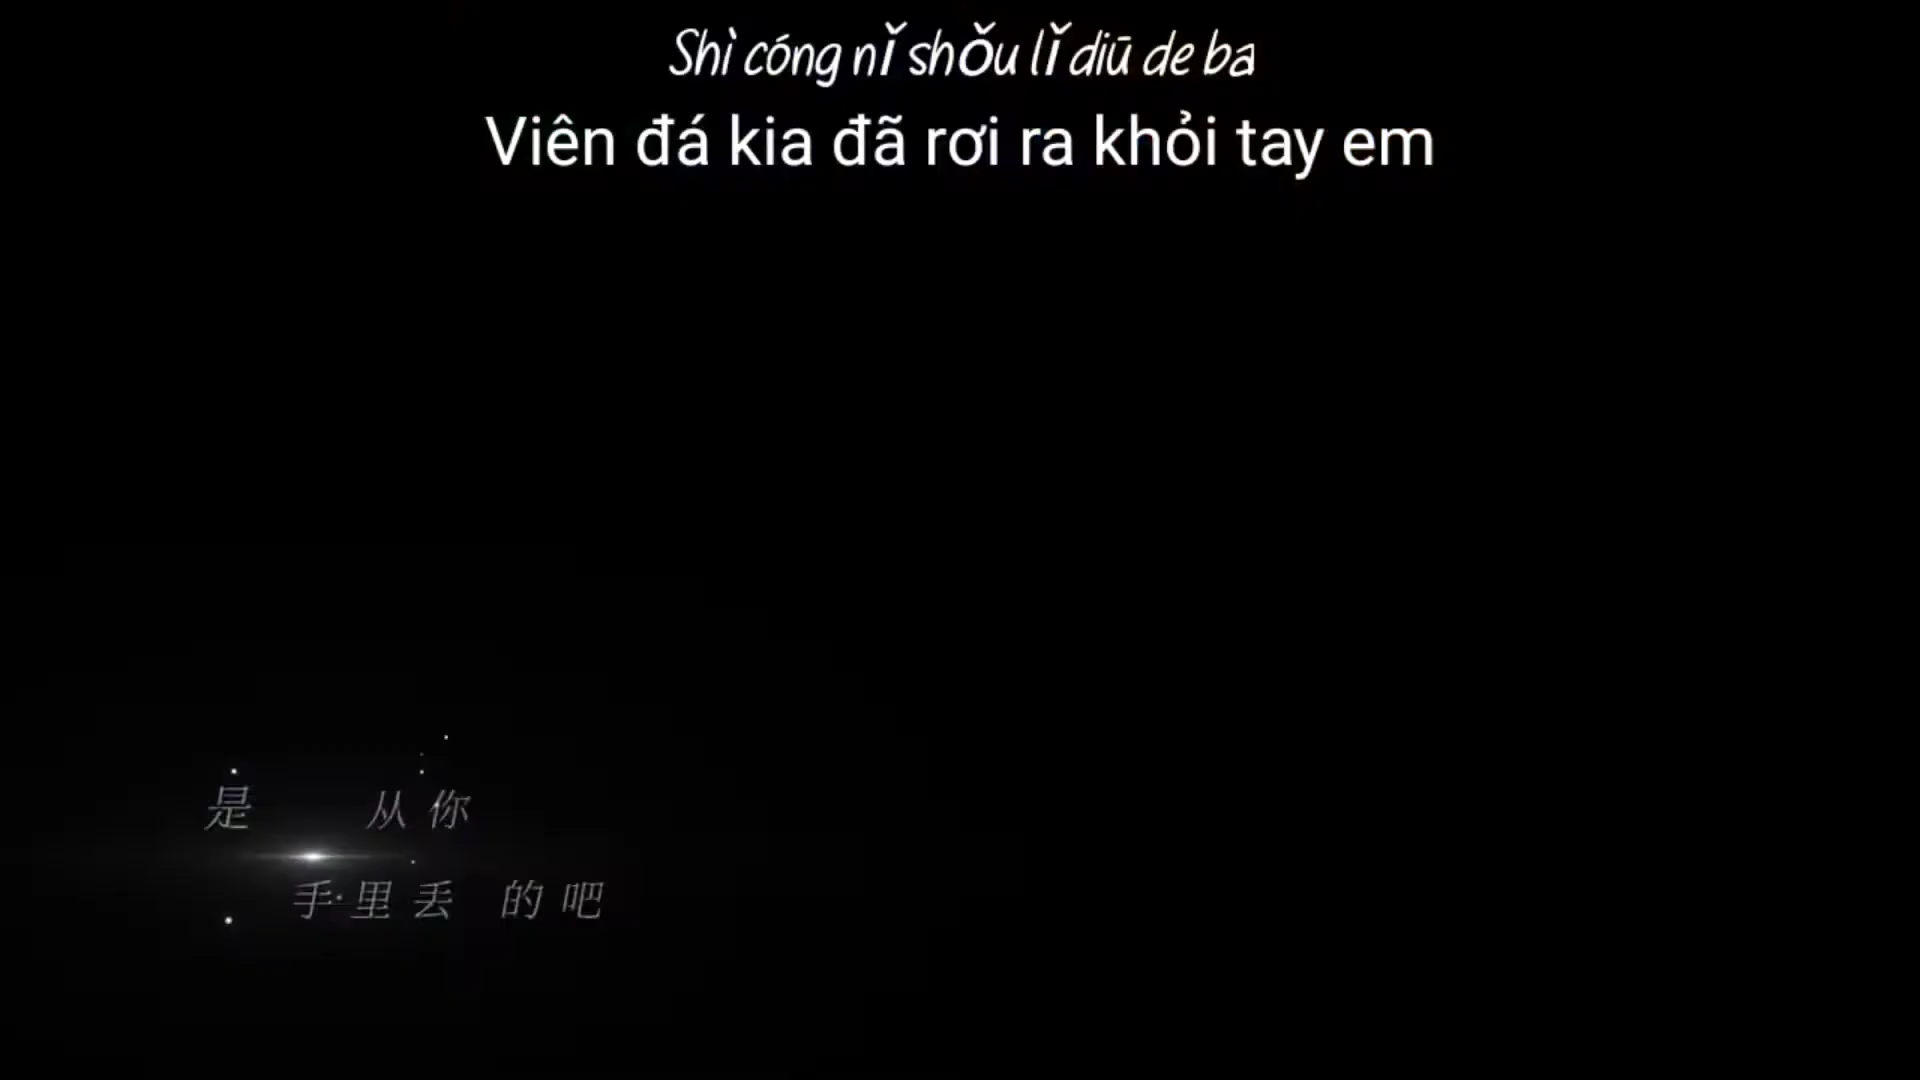 Shì cóng nǐ shǒu lǐ diū de ba
Viên đá kia đã rơi ra khỏi tay em
是 从你
手里丢 的吧